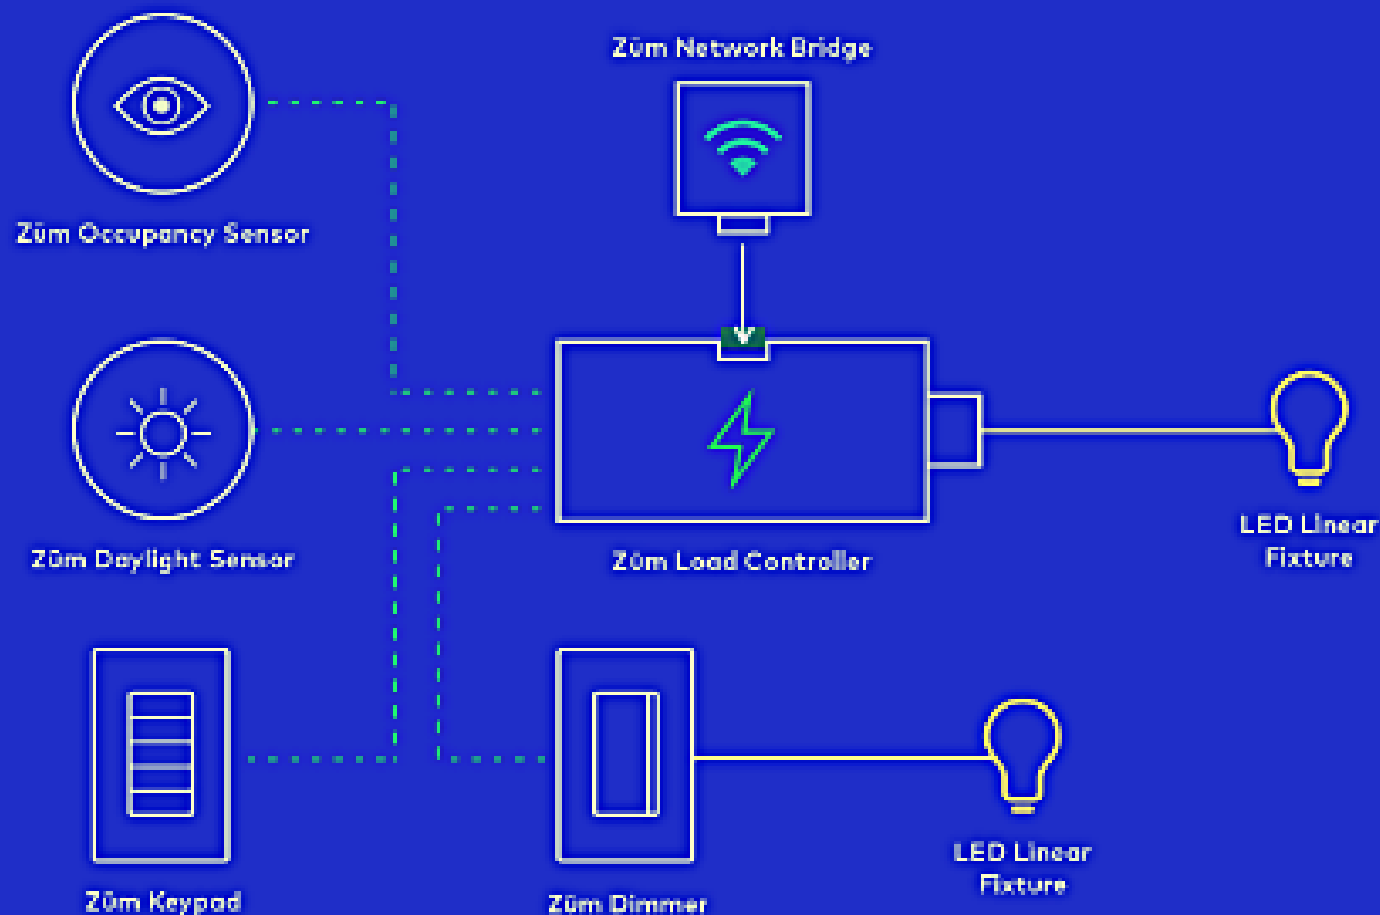 Züm Network Bridge
Züm Occupancy Sensor
Züm Daylight Sensor
Züm Load Controller
LED Linear
Fixture
Züm Keypad
Züm Dimmer
LED Linear
Fixture